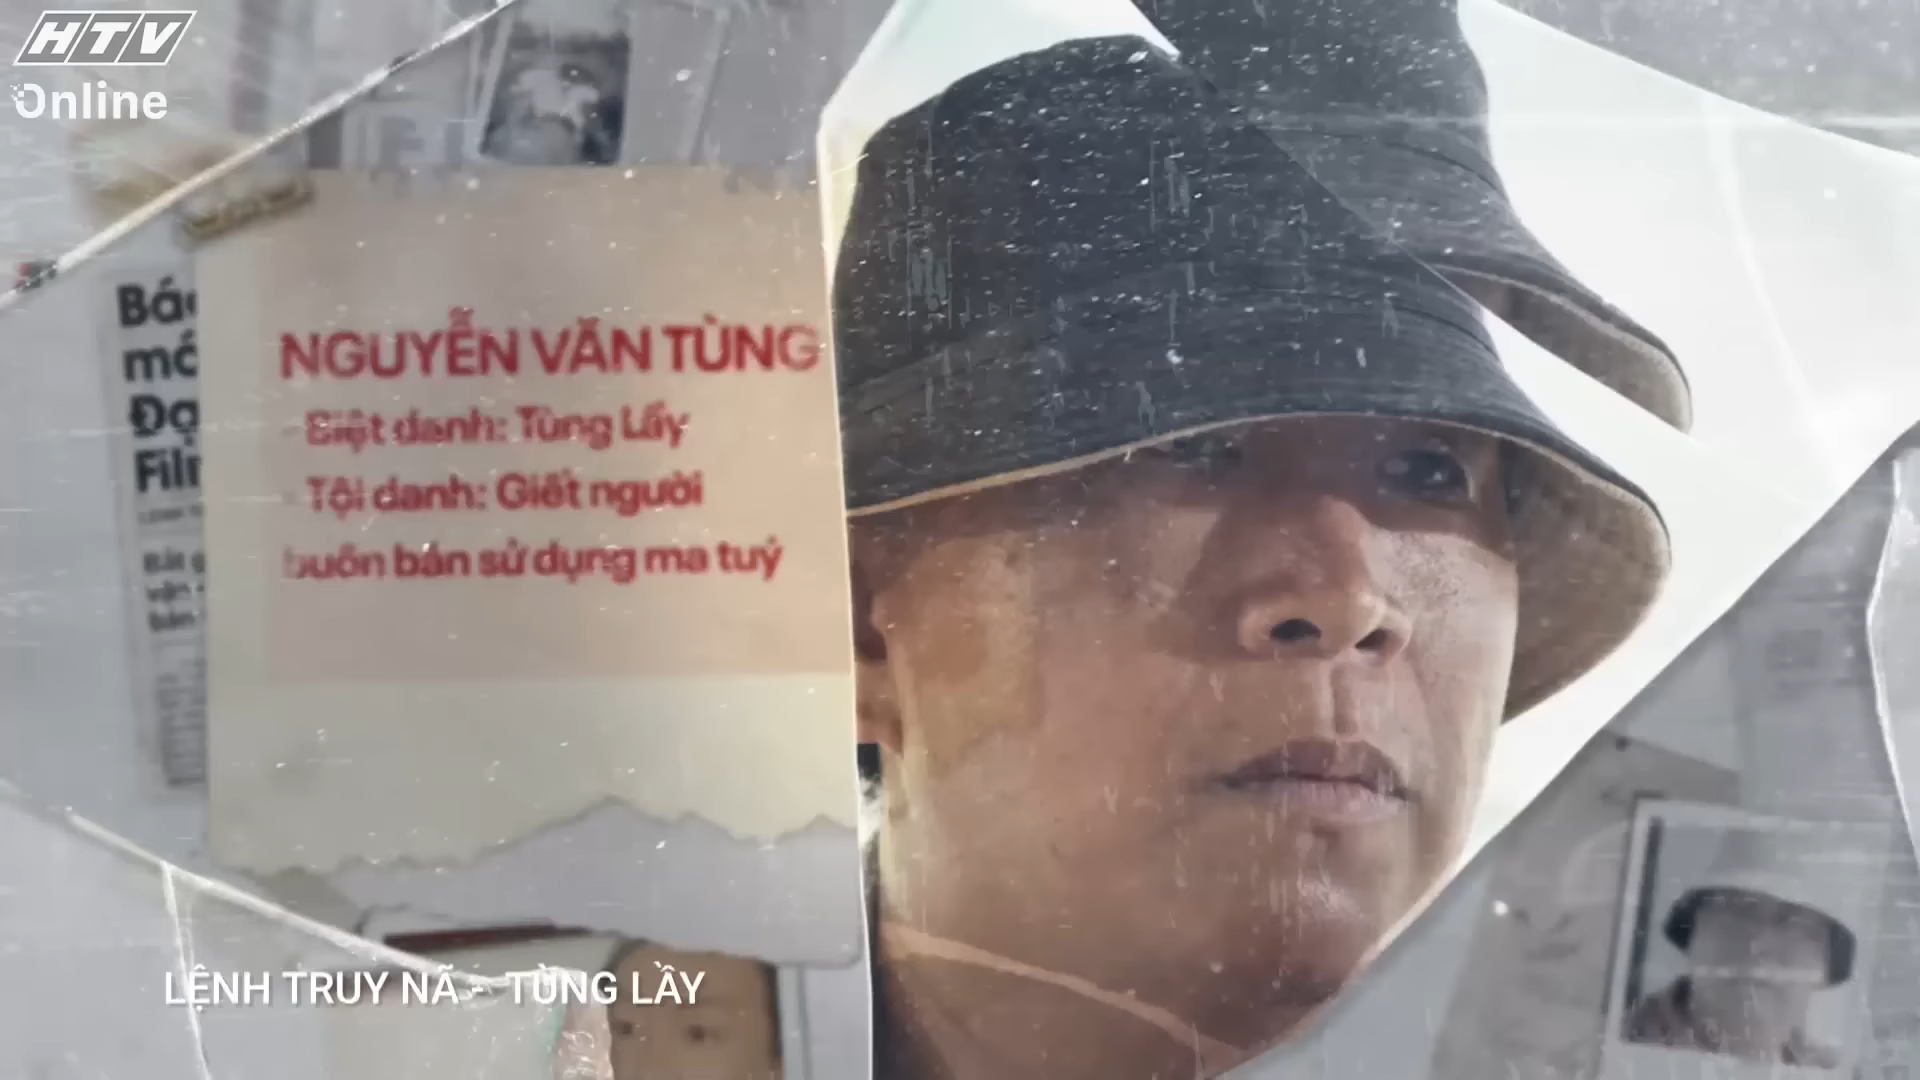 HTV
Online
Báo
NGUYỄN VĂN TÙNG
Biệt danh: Tùng Lầy
Tội danh: Giết người
buôn bán sử dụng ma tuý
LỆNH TRUY NÃ - TÙNG LẦY